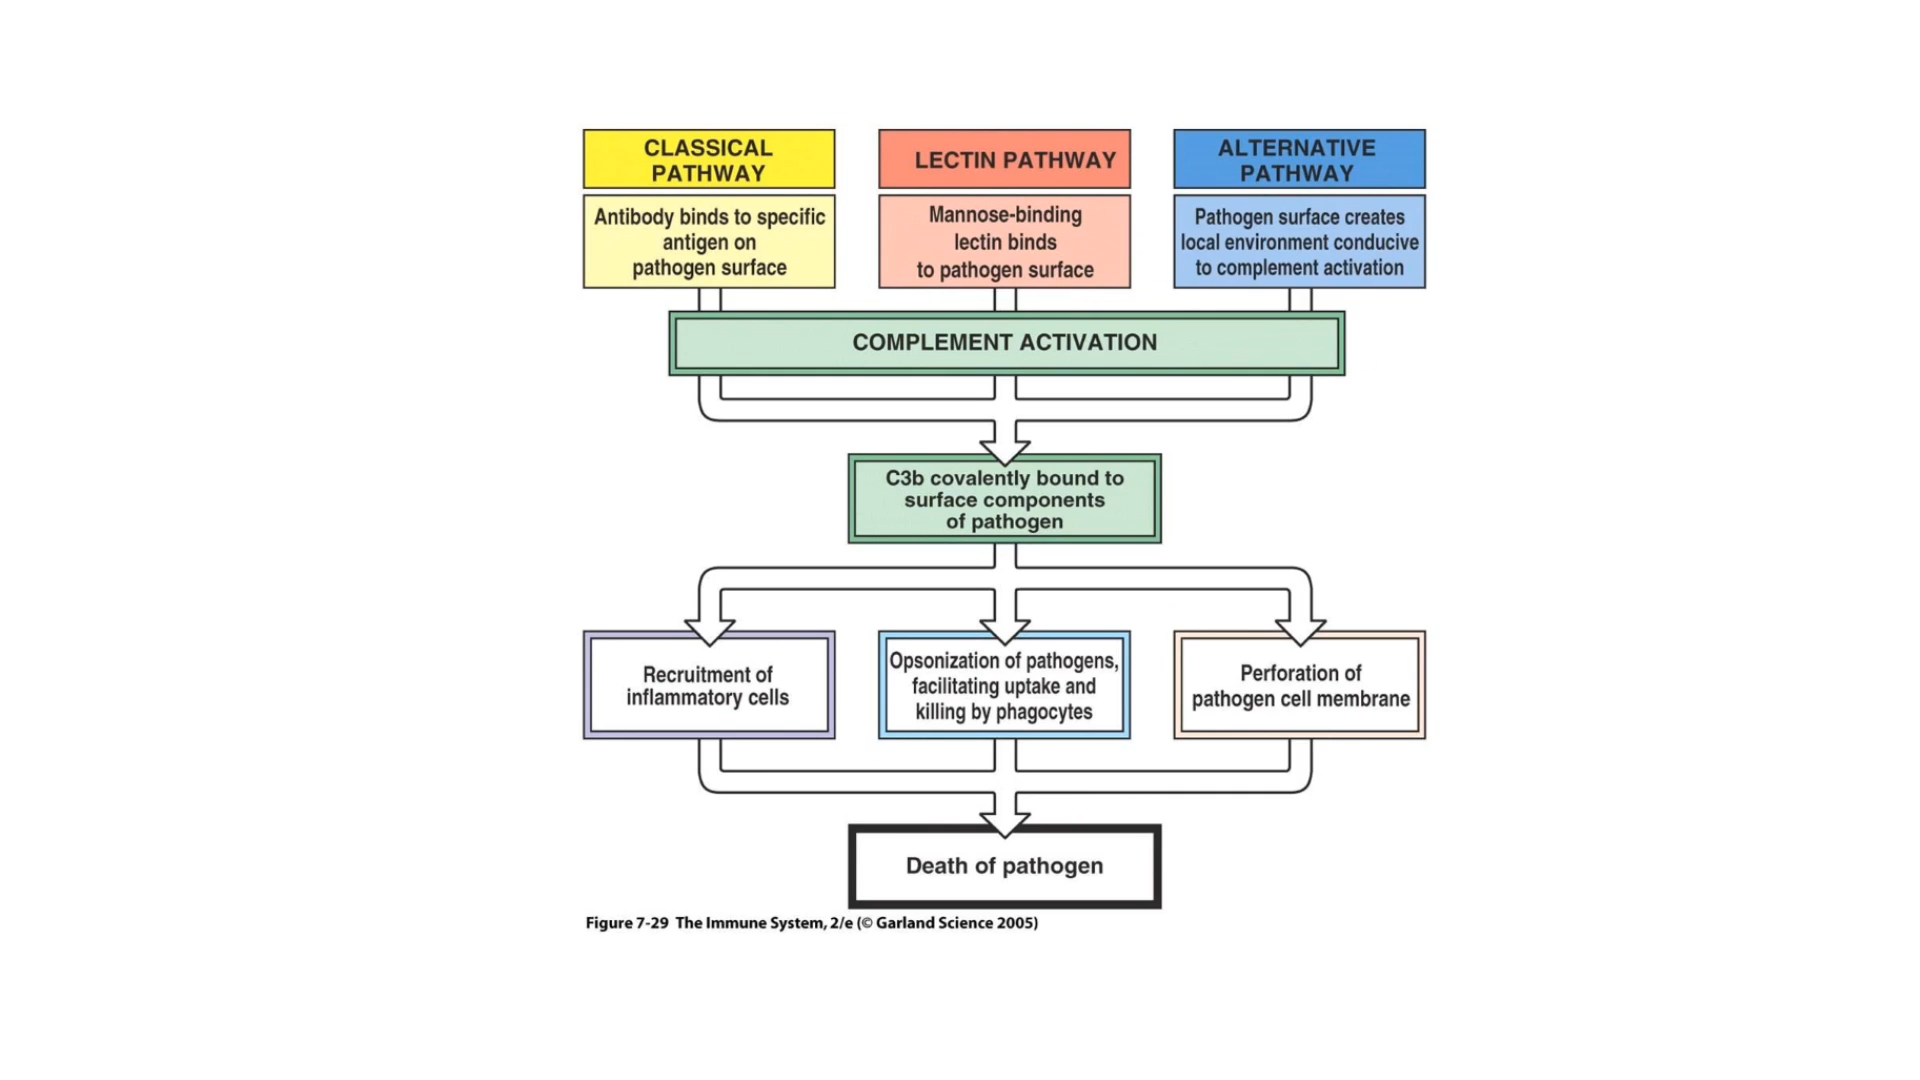 CLASSICAL
PATHWAY
LECTIN PATHWAY
ALTERNATIVE
PATHWAY
Antibody binds to specific
antigen on
pathogen surface
Mannose-binding
lectin binds
to pathogen surface
Pathogen surface creates
local environment conducive
to complement activation
COMPLEMENT ACTIVATION
C3b covalently bound to
surface components
of pathogen
Recruitment of
inflammatory cells
Opsonization of pathogens,
facilitating uptake and
killing by phagocytes
Perforation of
pathogen cell membrane
Death of pathogen
Figure 7-29 The Immune System, 2/e (© Garland Science 2005)